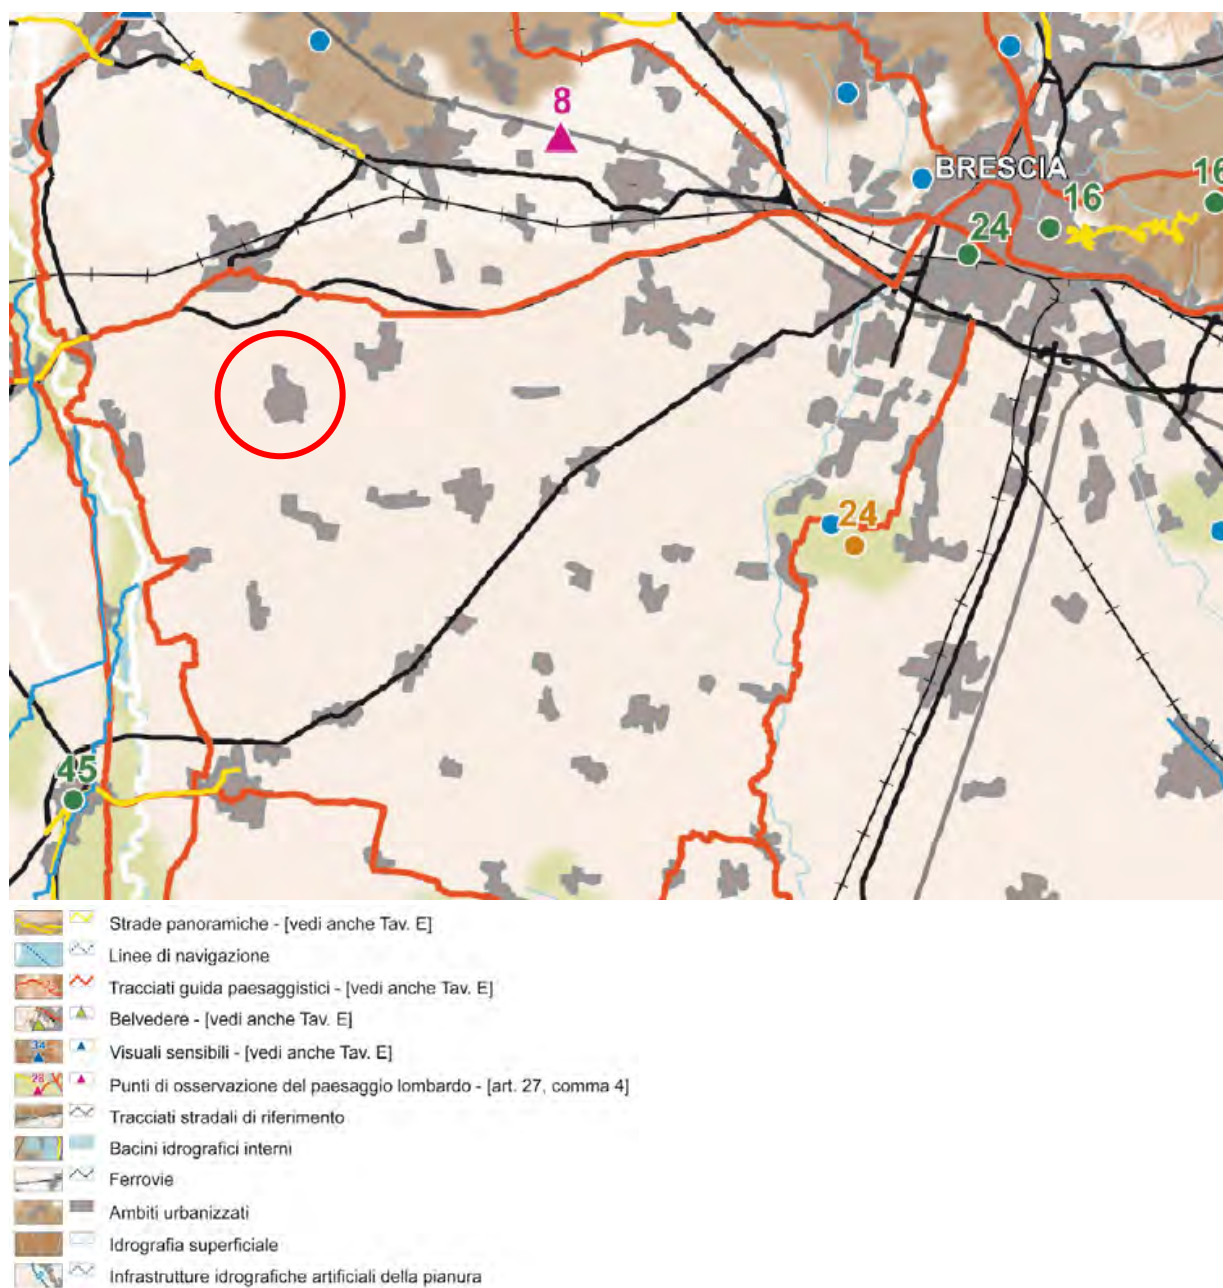 8
BRESCIA
16
16
24
24
45
Strade panoramiche - [vedi anche Tav. E]
Linee di navigazione
Tracciati guida paesaggistici - [vedi anche Tav. E]
Belvedere - [vedi anche Tav. E]
34
Visuali sensibili - [vedi anche Tav. E]
28
Punti di osservazione del paesaggio lombardo - [art. 27, comma 4]
Tracciati stradali di riferimento
Bacini idrografici interni
Ferrovie
Ambiti urbanizzati
Idrografia superficiale
Infrastrutture idrografiche artificiali della pianura